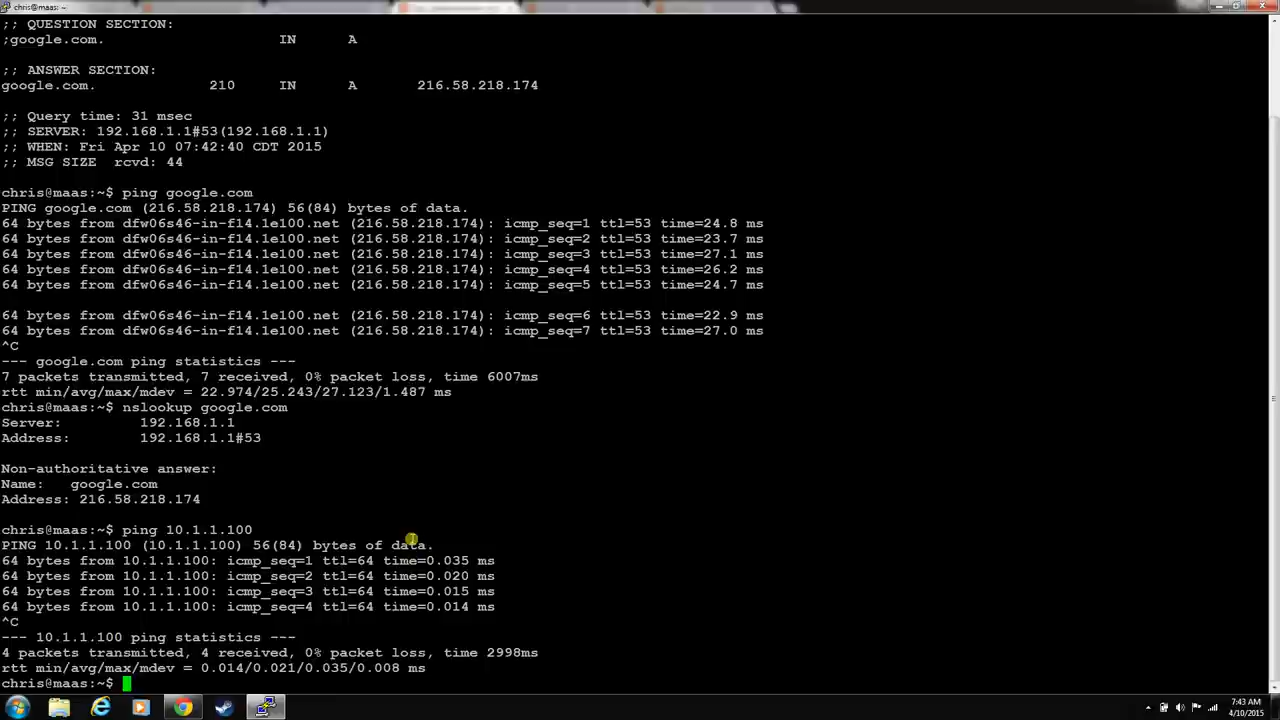 chris@maas: ~
;; QUESTION SECTION:
;google.com. IN A
;; ANSWER SECTION:
google.com. 210 IN A 216.58.218.174
;; Query time: 31 msec
;; SERVER: 192.168.1.1#53(192.168.1.1)
;; WHEN: Fri Apr 10 07:42:40 CDT 2015
;; MSG SIZE rcvd: 44
chris@maas:~$ ping google.com
PING google.com (216.58.218.174) 56(84) bytes of data.
64 bytes from dfw06s46-in-f14.1e100.net (216.58.218.174): icmp_seq=1 ttl=53 time=24.8 ms
64 bytes from dfw06s46-in-f14.1e100.net (216.58.218.174): icmp_seq=2 ttl=53 time=23.7 ms
64 bytes from dfw06s46-in-f14.1e100.net (216.58.218.174): icmp_seq=3 ttl=53 time=27.1 ms
64 bytes from dfw06s46-in-f14.1e100.net (216.58.218.174): icmp_seq=4 ttl=53 time=26.2 ms
64 bytes from dfw06s46-in-f14.1e100.net (216.58.218.174): icmp_seq=5 ttl=53 time=24.7 ms
64 bytes from dfw06s46-in-f14.1e100.net (216.58.218.174): icmp_seq=6 ttl=53 time=22.9 ms
64 bytes from dfw06s46-in-f14.1e100.net (216.58.218.174): icmp_seq=7 ttl=53 time=27.0 ms
^C
--- google.com ping statistics ---
7 packets transmitted, 7 received, 0% packet loss, time 6007ms
rtt min/avg/max/mdev = 22.974/25.243/27.123/1.487 ms
chris@maas:~$ nslookup google.com
Server: 192.168.1.1
Address: 192.168.1.1#53
Non-authoritative answer:
Name: google.com
Address: 216.58.218.174
chris@maas:~$ ping 10.1.1.100
PING 10.1.1.100 (10.1.1.100) 56(84) bytes of data.
64 bytes from 10.1.1.100: icmp_seq=1 ttl=64 time=0.035 ms
64 bytes from 10.1.1.100: icmp_seq=2 ttl=64 time=0.020 ms
64 bytes from 10.1.1.100: icmp_seq=3 ttl=64 time=0.015 ms
64 bytes from 10.1.1.100: icmp_seq=4 ttl=64 time=0.014 ms
^C
--- 10.1.1.100 ping statistics ---
4 packets transmitted, 4 received, 0% packet loss, time 2998ms
rtt min/avg/max/mdev = 0.014/0.021/0.035/0.008 ms
chris@maas:~$
7:43 AM
4/10/2015